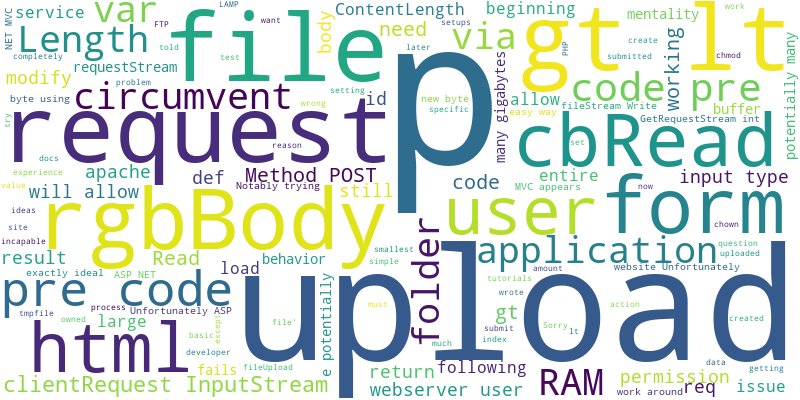 NET MVC
service
var
FTP
LAMP
ContentLength
beginning
mentality
work
want
setups
Length
told
file
body
need
via
gt
lt
create
completely
requestStream
test
later
PHP
submitted
chmod
modify
setting
p
many gigabytes
working
potentially many
byte using
circumvent
problem
id
new byte
specific
allow
code pre
fileStream Write
buffer
try
request
wrong
easy way
GetRequestStream int
docs
reason
cbRead
set
experience
apache
def
Method POST
code
entire
input type
value
will allow
Notably trying
still
MVC appears
now
ideas
site
rgbBody
user
form
chown
incapable
folder
result
Read
load
behavior
smallest
simple
application
question
uploaded
exactly ideal
ASP NET
website Unfortunately
pre code
upload
tutorials
amount
wrote
process
Unfortunately ASP
e potentially
tmpfile
large
gt
action
created
owned
html
basic
except
file'
must
submit
Sorry
lt
index
developer
much
data
fails
fileUpload
return
following
permission
getting
clientRequest InputStream
webserver user
RAM
work around
req
issue